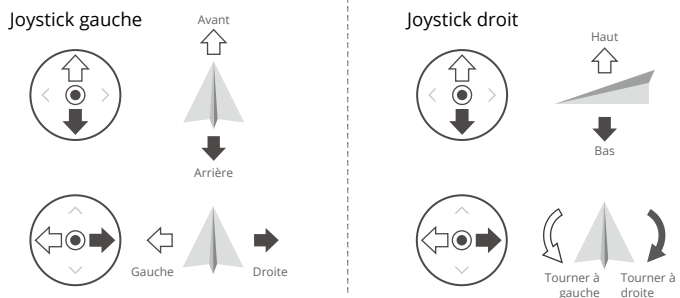 Joystick gauche
Avant
Arrière
Gauche
Droite
Joystick droit
Haut
Bas
Tourner à
gauche
Tourner à
droite